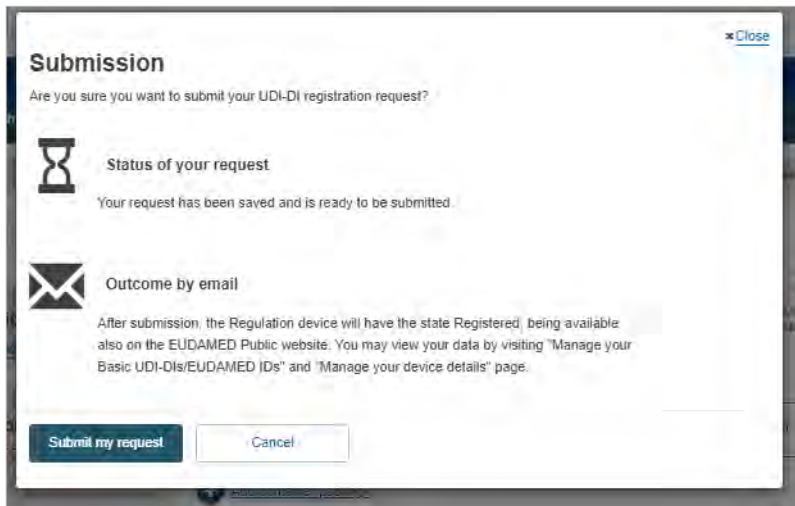 Close
Submission
Are you sure you want to submit your UDI-DI registration request?
Status of your request
Your request has been saved and is ready to be submitted.
Outcome by email
After submission, the Regulation device will have the state Registered, being available
also on the EUDAMED Public website. You may view your data by visiting "Manage your
Basic UDI-DIs/EUDAMED IDs" and "Manage your device details" page.
Submit my request
Cancel